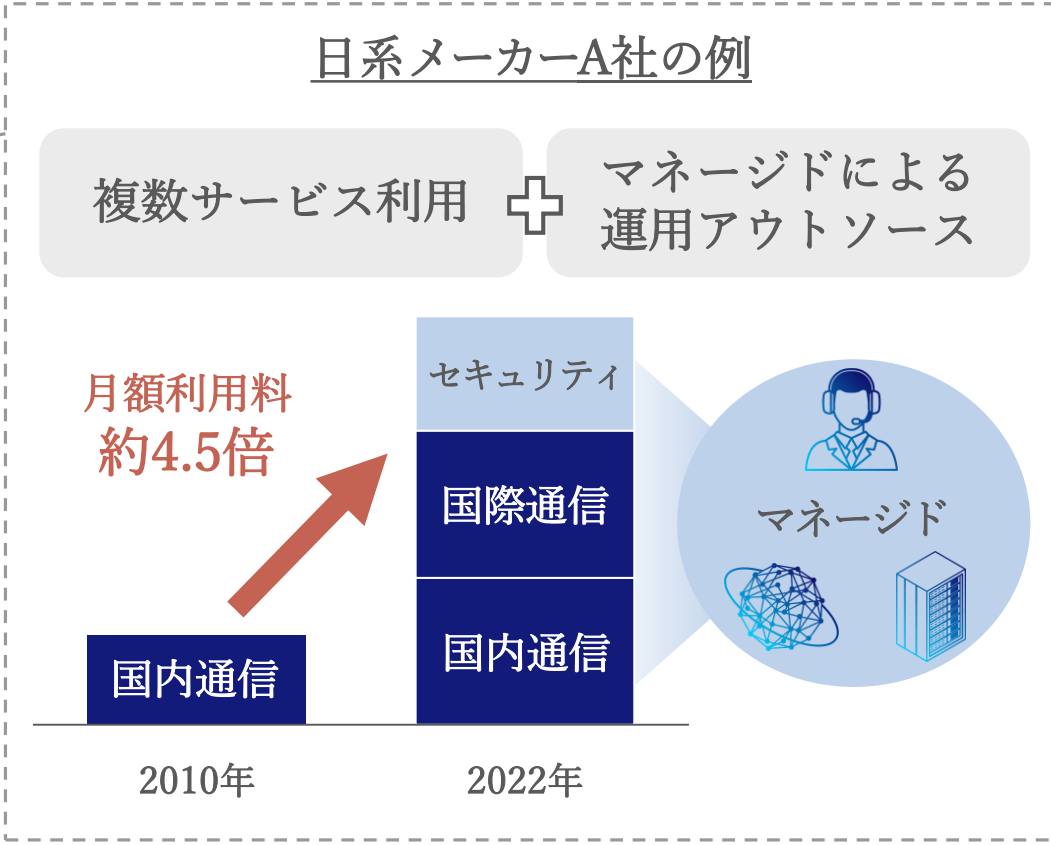 日系メーカーA社の例
複数サービス利用
マネージドによる
運用アウトソース
月額利用料
約4.5倍
セキュリティ
国際通信
国内通信
マネージド
国内通信
2010年
2022年